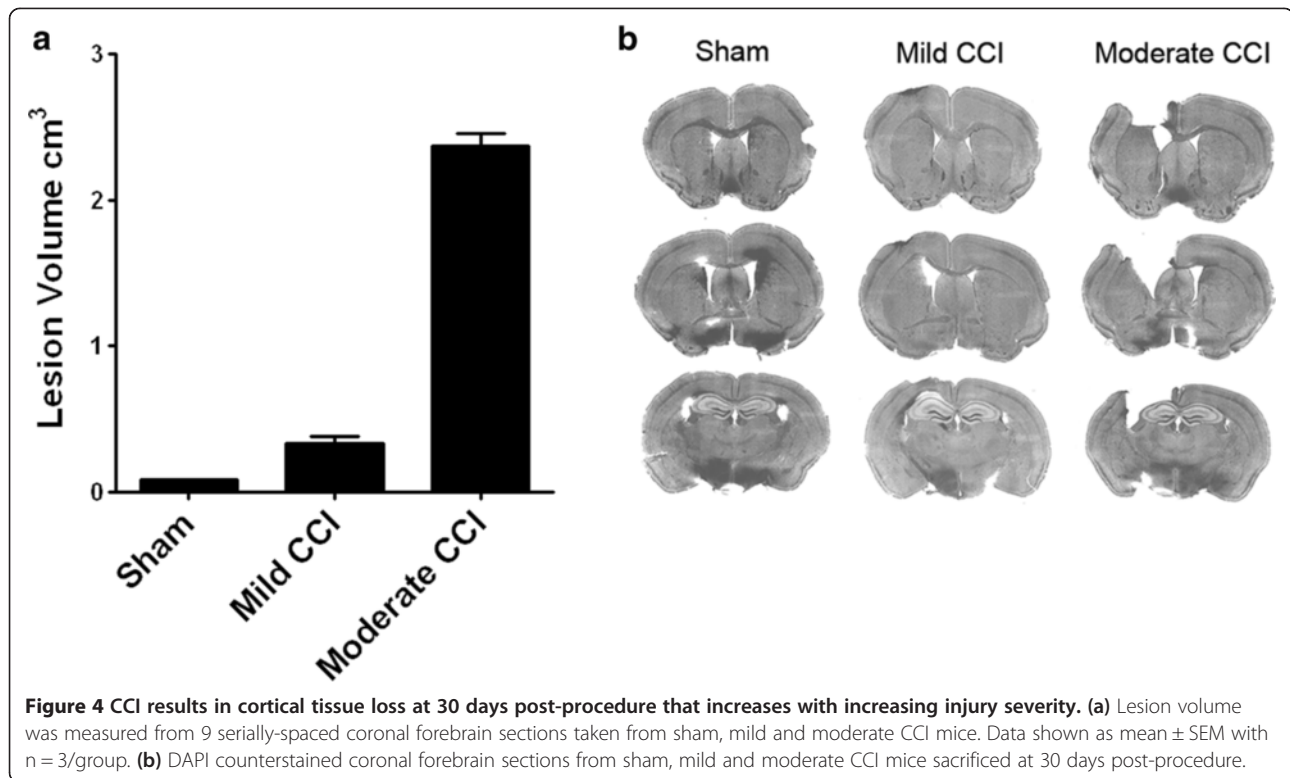 a
3
2
1
0
Lesion Volume cm³
Sham
Mild CCI
Moderate CCI
b
Sham Mild CCI Moderate CCI
Figure 4 CCI results in cortical tissue loss at 30 days post-procedure that increases with increasing injury severity. (a) Lesion volume
was measured from 9 serially-spaced coronal forebrain sections taken from sham, mild and moderate CCI mice. Data shown as mean ± SEM with
n = 3/group. (b) DAPI counterstained coronal forebrain sections from sham, mild and moderate CCI mice sacrificed at 30 days post-procedure.